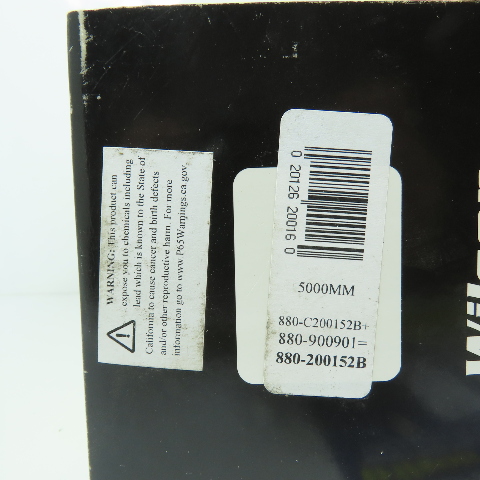 WARNING: This product can
expose you to chemicals including
lead which is known to the State of
California to cause cancer and birth defects
and/or other reproductive harm. For more
information go to www.P65Warnings.ca.gov.
0 20126 20016 0
5000MM
880-C200152B+
880-900901=
880-200152B